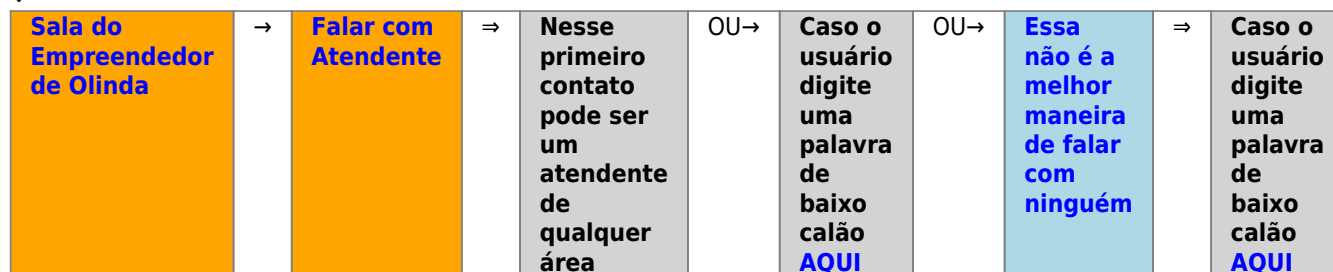 Sala do
Empreendedor
de Olinda
→
Falar com
Atendente
⇒
Nesse
primeiro
contato
pode ser
um
atendente
de
qualquer
área
OU→
Caso o
usuário
digite
uma
palavra
de
baixo
calão
AQUI
OU→
Essa
não é a
melhor
maneira
de falar
com
ninguém
⇒
Caso o
usuário
digite
uma
palavra
de
baixo
calão
AQUI